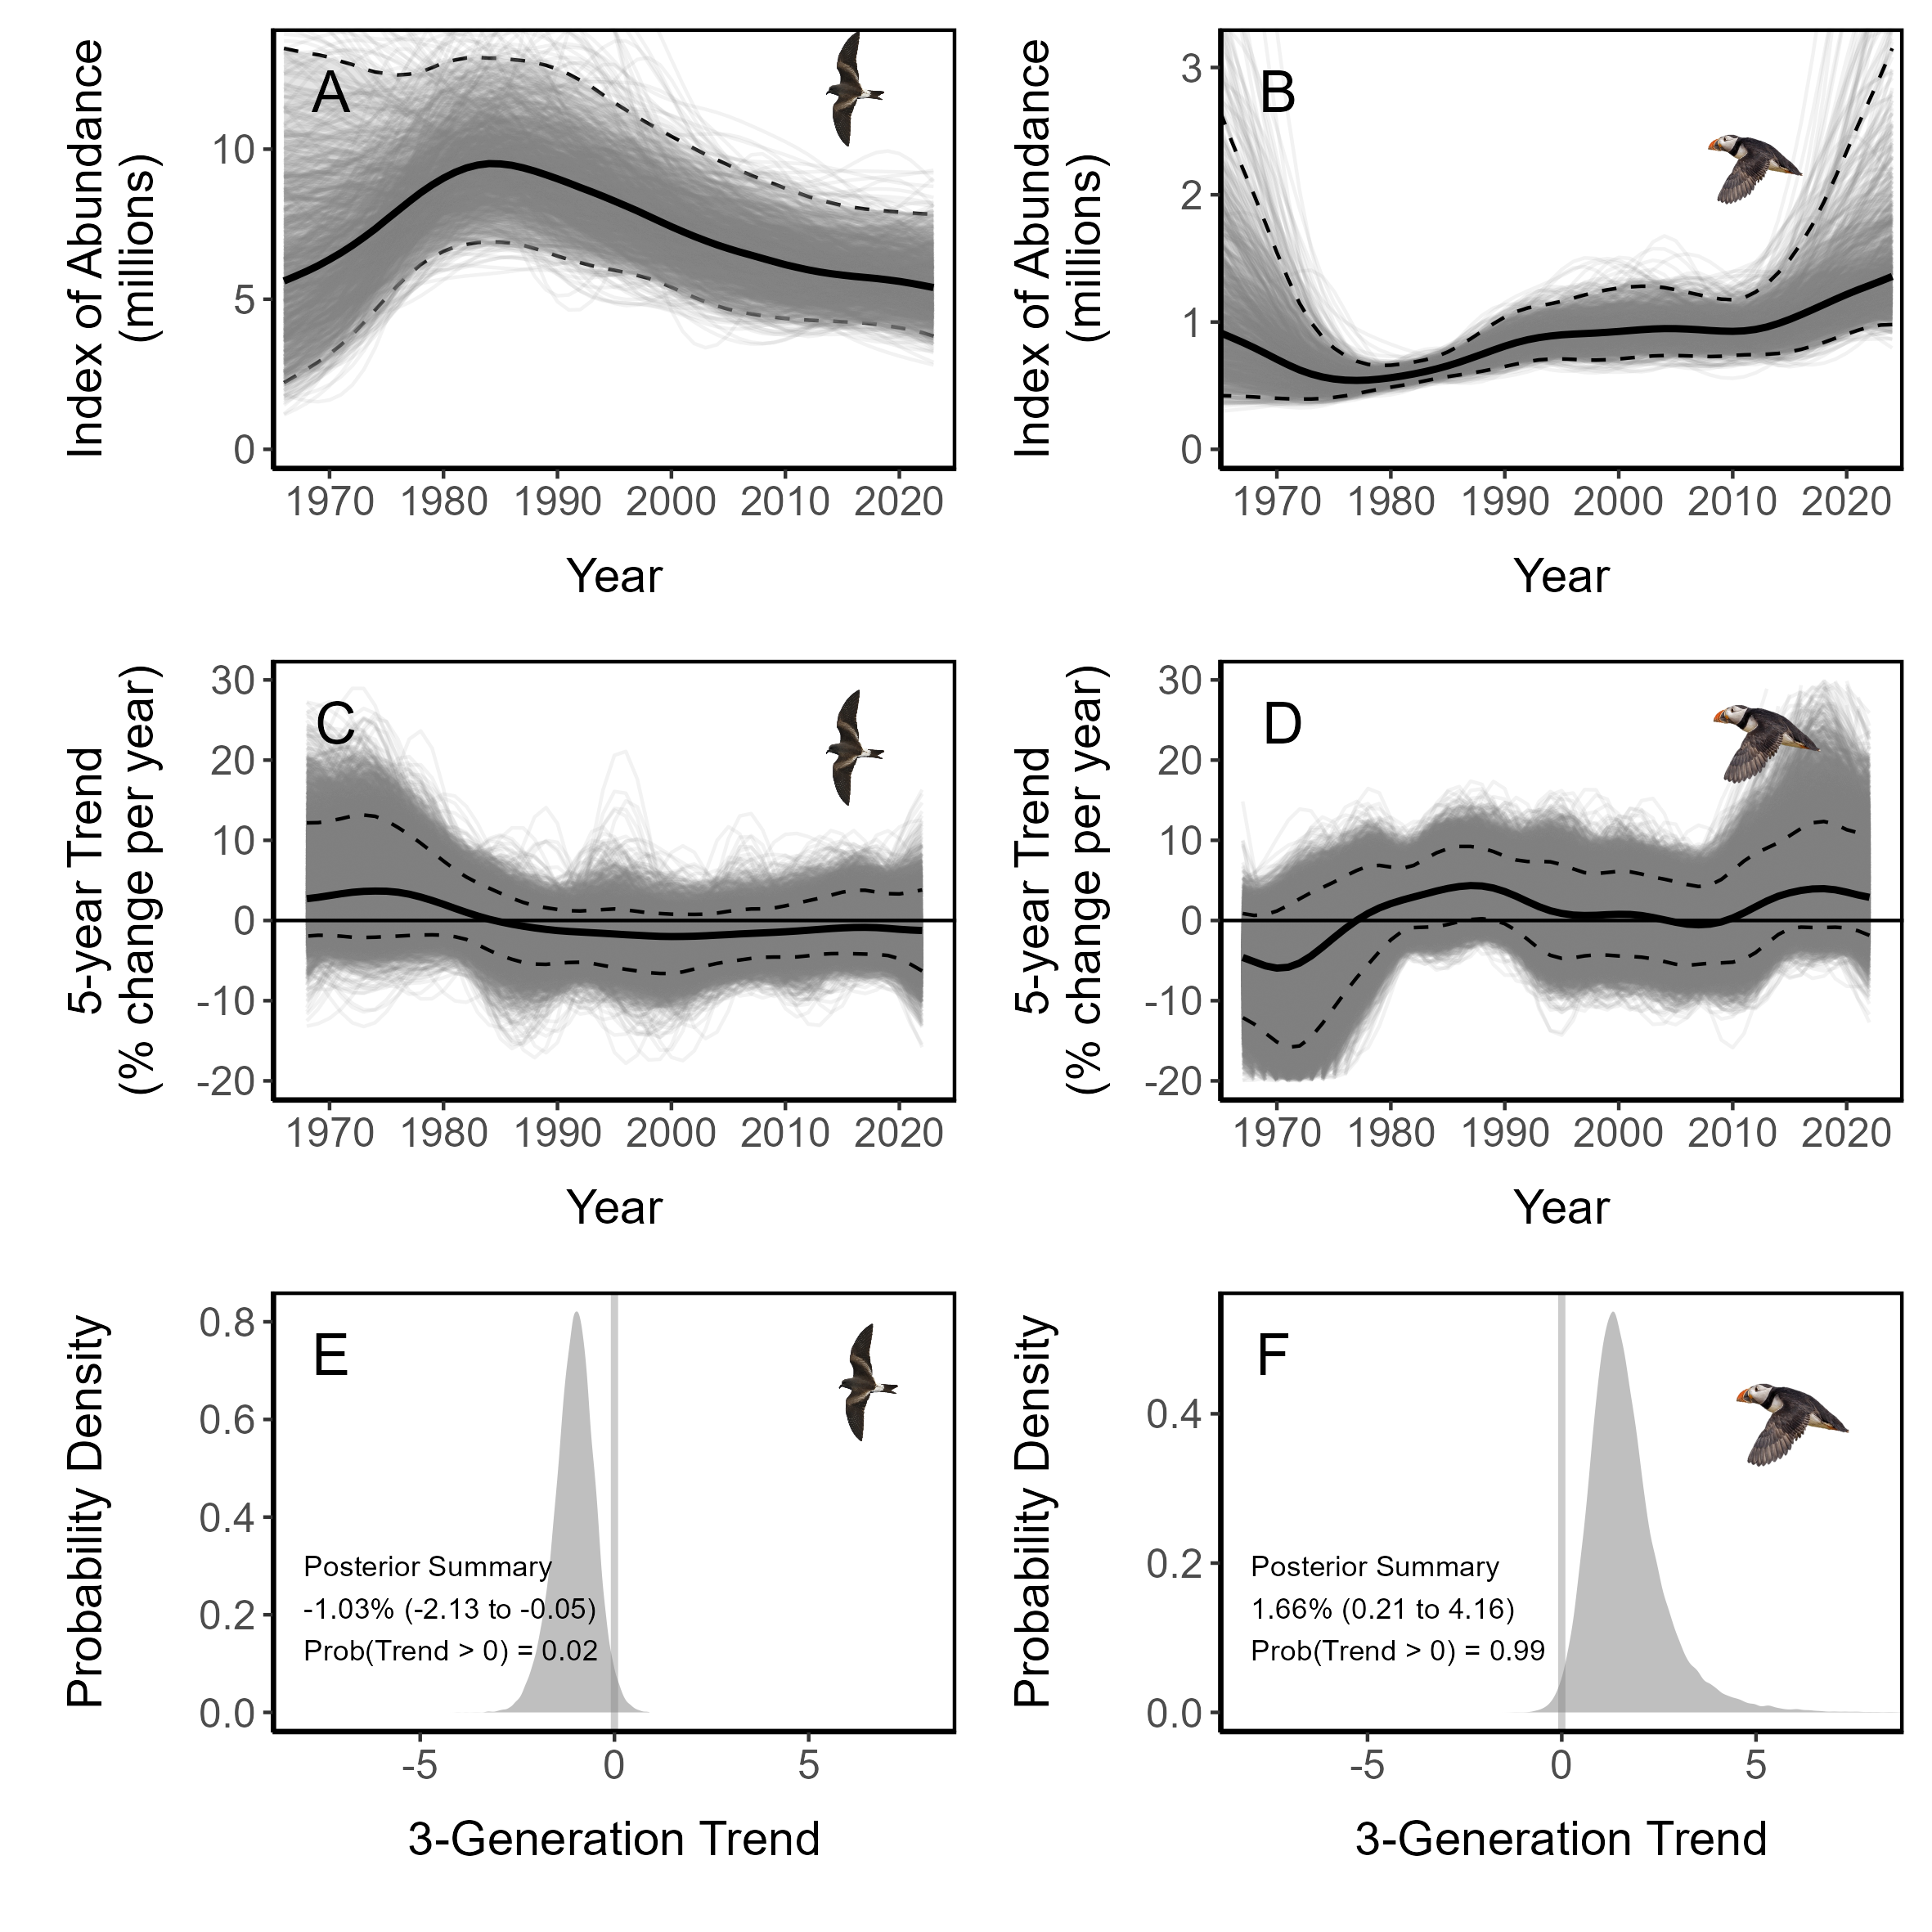 A
Index of Abundance
(millions)
10
5
0
1970 1980 1990 2000 2010 2020
Year
B
Index of Abundance
(millions)
3
2
1
0
1970 1980 1990 2000 2010 2020
Year
C
5-year Trend
(% change per year)
30
20
10
0
-10
-20
1970 1980 1990 2000 2010 2020
Year
D
5-year Trend
(% change per year)
30
20
10
0
-10
-20
1970 1980 1990 2000 2010 2020
Year
E
Probability Density
0.8
0.6
0.4
0.2
0.0
Posterior Summary
-1.03% (-2.13 to -0.05)
Prob(Trend > 0) = 0.02
-5 0 5
3-Generation Trend
F
Probability Density
0.4
0.2
0.0
Posterior Summary
1.66% (0.21 to 4.16)
Prob(Trend > 0) = 0.99
-5 0 5
3-Generation Trend